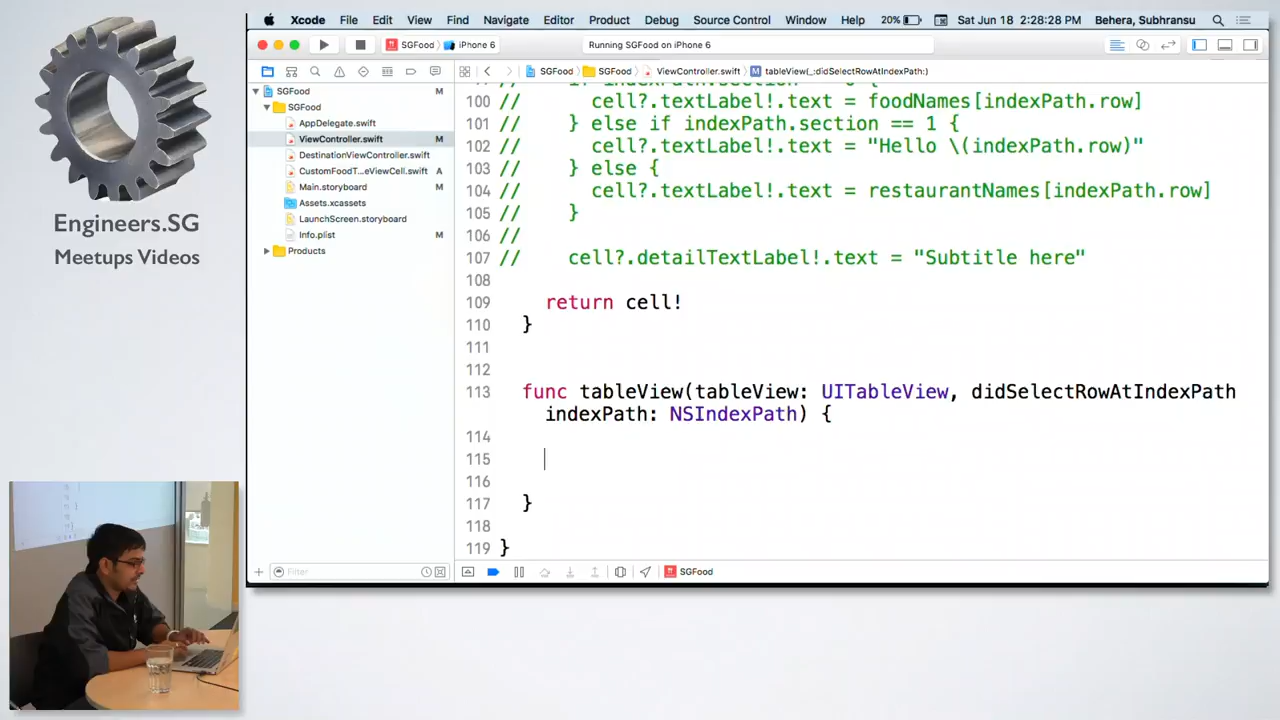 Xcode File Edit View Find Navigate Editor Product Debug Source Control Window Help 20% Sat Jun 18 2:28:28 PM Behera, Subhransu
SGFood iPhone 6 Running SGFood on iPhone 6
SGFood SGFood ViewController.swift M tableView(_:didSelectRowAtIndexPath:)
SGFood M
SGFood
AppDelegate.swift
ViewController.swift M
DestinationViewController.swift
CustomFoodT...eViewCell.swift A
Main.storyboard M
Assets.xcassets
LaunchScreen.storyboard
Info.plist M
Products
Filter
100 // cell?.textLabel!.text = foodNames[indexPath.row]
101 // } else if indexPath.section == 1 {
102 // cell?.textLabel!.text = "Hello \(indexPath.row)"
103 // } else {
104 // cell?.textLabel!.text = restaurantNames[indexPath.row]
105 // }
106 //
107 // cell?.detailTextLabel!.text = "Subtitle here"
108
109 return cell!
110 }
111
112
113 func tableView(tableView: UITableView, didSelectRowAtIndexPath
indexPath: NSIndexPath) {
114
115
116
117 }
118
119 }
SGFood
Engineers.SG
Meetups Videos